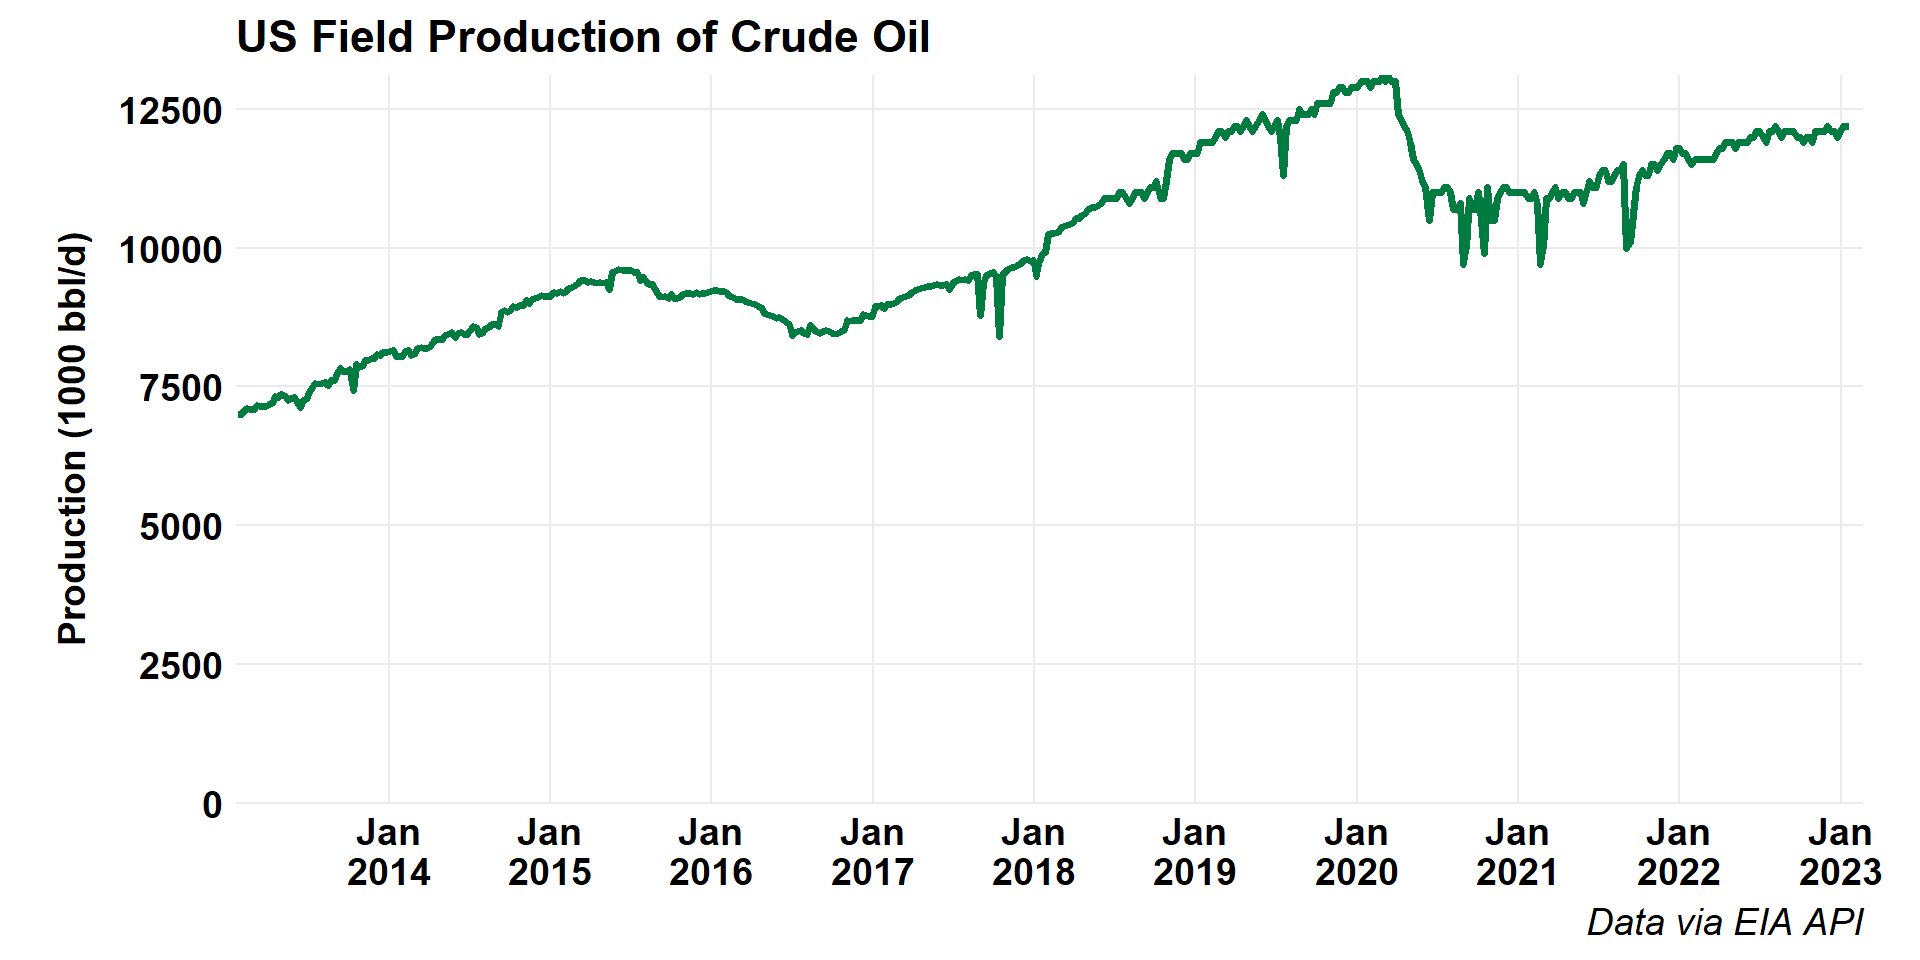 US Field Production of Crude Oil
Production (1000 bbl/d)
12500
10000
7500
5000
2500
0
Jan Jan Jan Jan Jan Jan Jan Jan Jan Jan
2014 2015 2016 2017 2018 2019 2020 2021 2022 2023
Data via EIA API